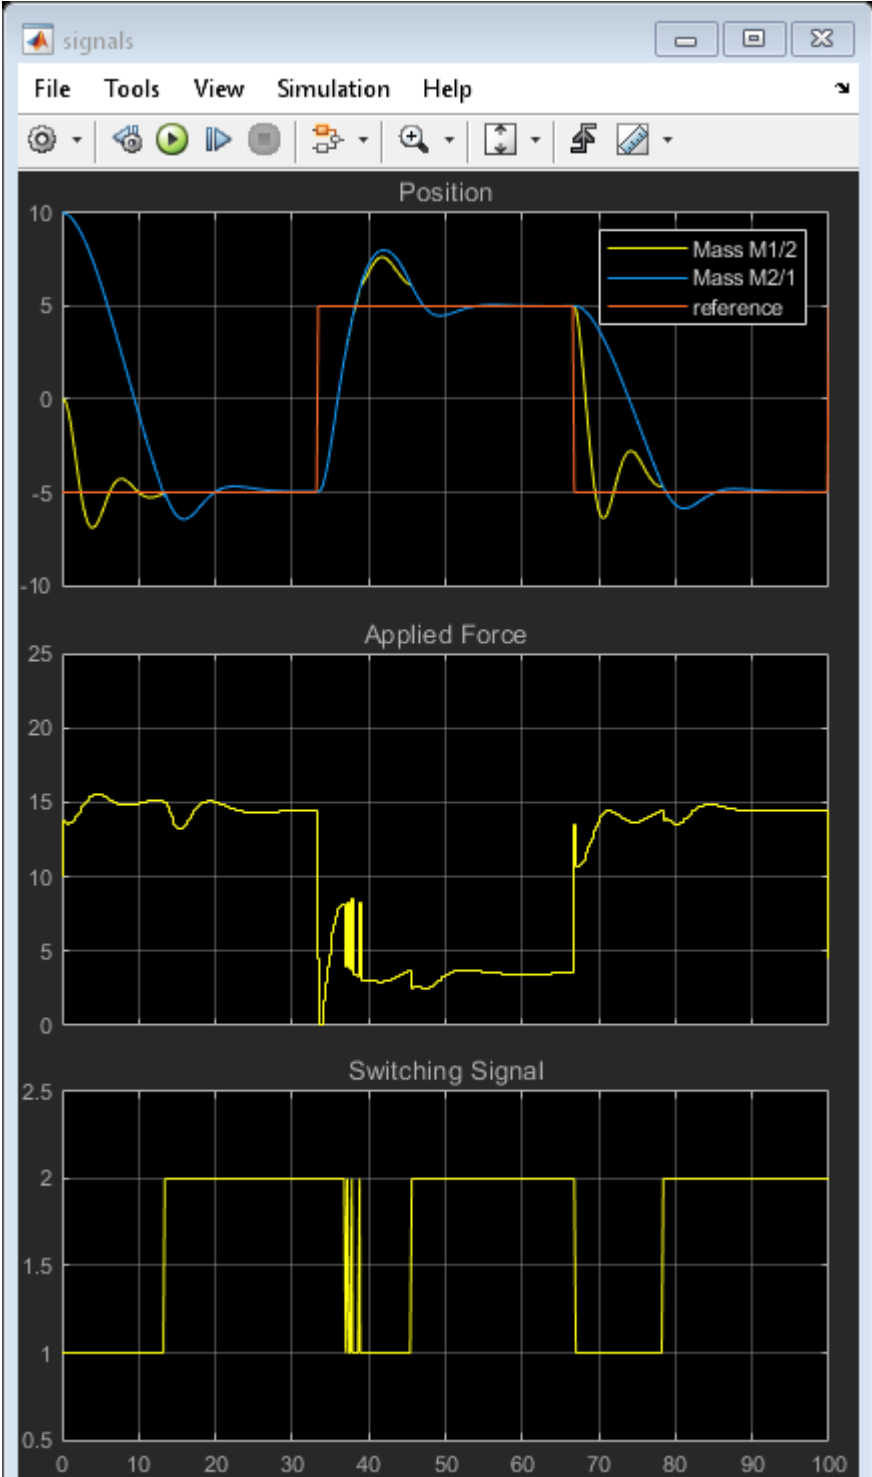 signals
File Tools View Simulation Help
Position
10
5
0
-5
-10
Mass M1/2
Mass M2/1
reference
Applied Force
25
20
15
10
5
0
Switching Signal
2.5
2
1.5
1
0.5
0 10 20 30 40 50 60 70 80 90 100